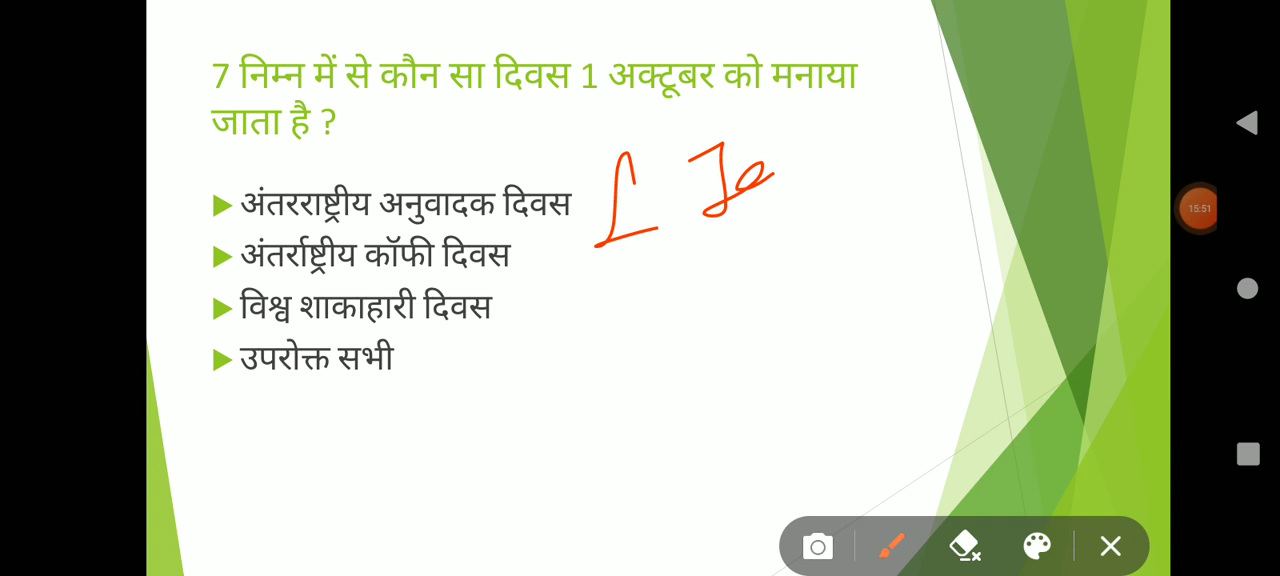 7 निम्न में से कौन सा दिवस 1 अक्टूबर को मनाया
जाता है ?
अंतरराष्ट्रीय अनुवादक दिवस
अंतर्राष्ट्रीय कॉफी दिवस
विश्व शाकाहारी दिवस
उपरोक्त सभी
15:51